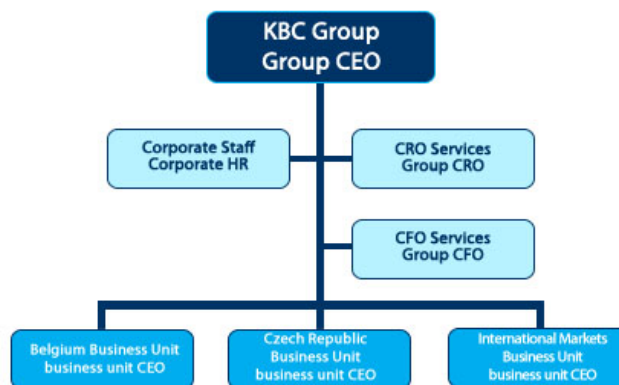 KBC Group
Group CEO
Corporate Staff
Corporate HR
CRO Services
Group CRO
CFO Services
Group CFO
Belgium Business Unit
business unit CEO
Czech Republic
Business Unit
business unit CEO
International Markets
Business Unit
business unit CEO